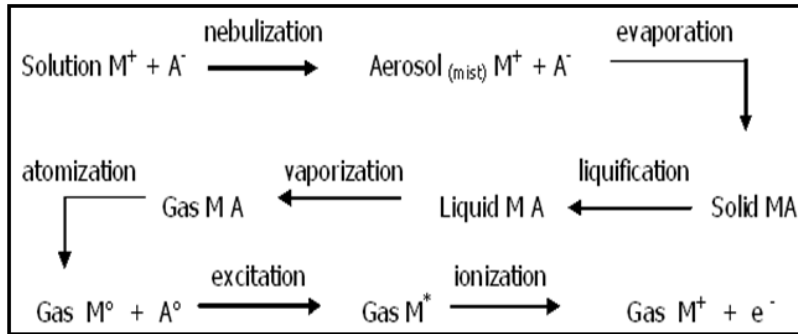 nebulization evaporation
Solution M⁺ + A⁻ Aerosol (mist) M⁺ + A⁻
atomization vaporization liquification
Gas M A Liquid M A Solid MA
excitation ionization
Gas M° + A° Gas M* Gas M⁺ + e⁻